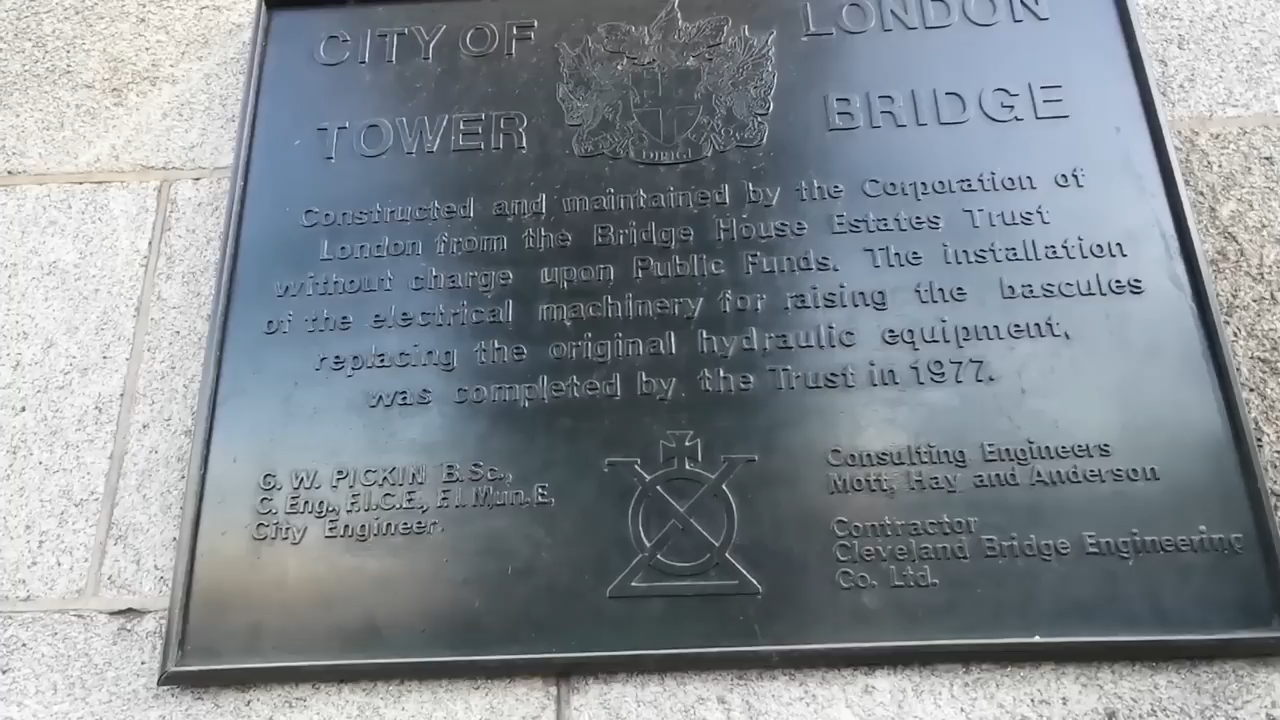 CITY OF LONDON
TOWER BRIDGE
Constructed and maintained by the Corporation of
London from the Bridge House Estates Trust
without charge upon Public Funds. The installation
of the electrical machinery for raising the bascules
replacing the original hydraulic equipment,
was completed by the Trust in 1977.
G. W. PICKIN B.Sc.,
C. Eng., F.I.C.E., F.I. Mun. E,
City Engineer.
Consulting Engineers
Mott, Hay and Anderson
Contractor
Cleveland Bridge Engineering
Co. Ltd.